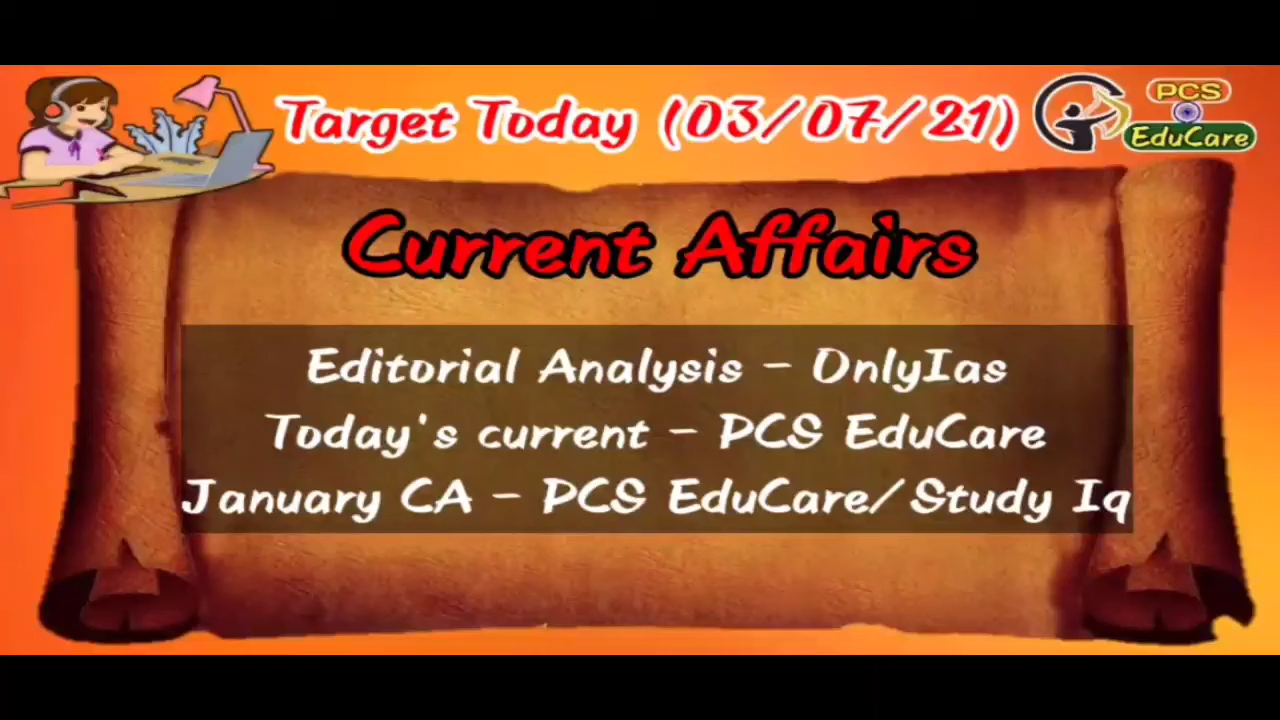 Target Today (03/07/21)
PCS
EduCare
Current Affairs
Editorial Analysis - OnlyIas
Today's current - PCS EduCare
January CA - PCS EduCare/Study Iq